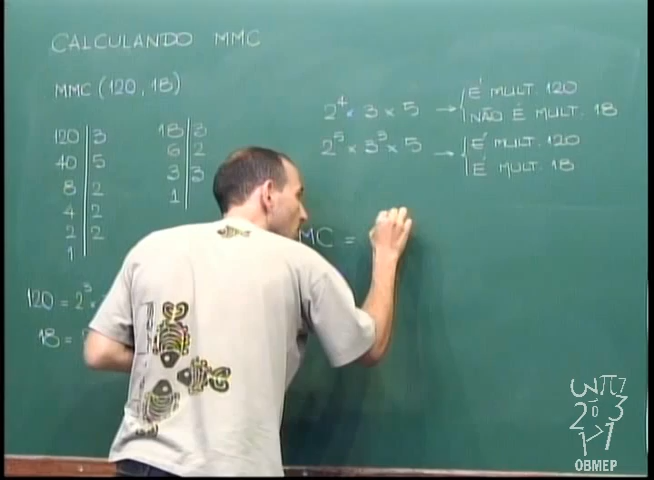 CALCULANDO MMC
MMC (120, 18)
120 | 3
40 | 5
8 | 2
4 | 2
2 | 2
1
18 | 3
6 | 2
3 | 3
1
120 = 2³ ×
18 =
2⁴ × 3 × 5 → É MULT. 120
NÃO É MULT. 18
2⁵ × 3³ × 5 → É MULT. 120
É MULT. 18
MC =
OBMEP